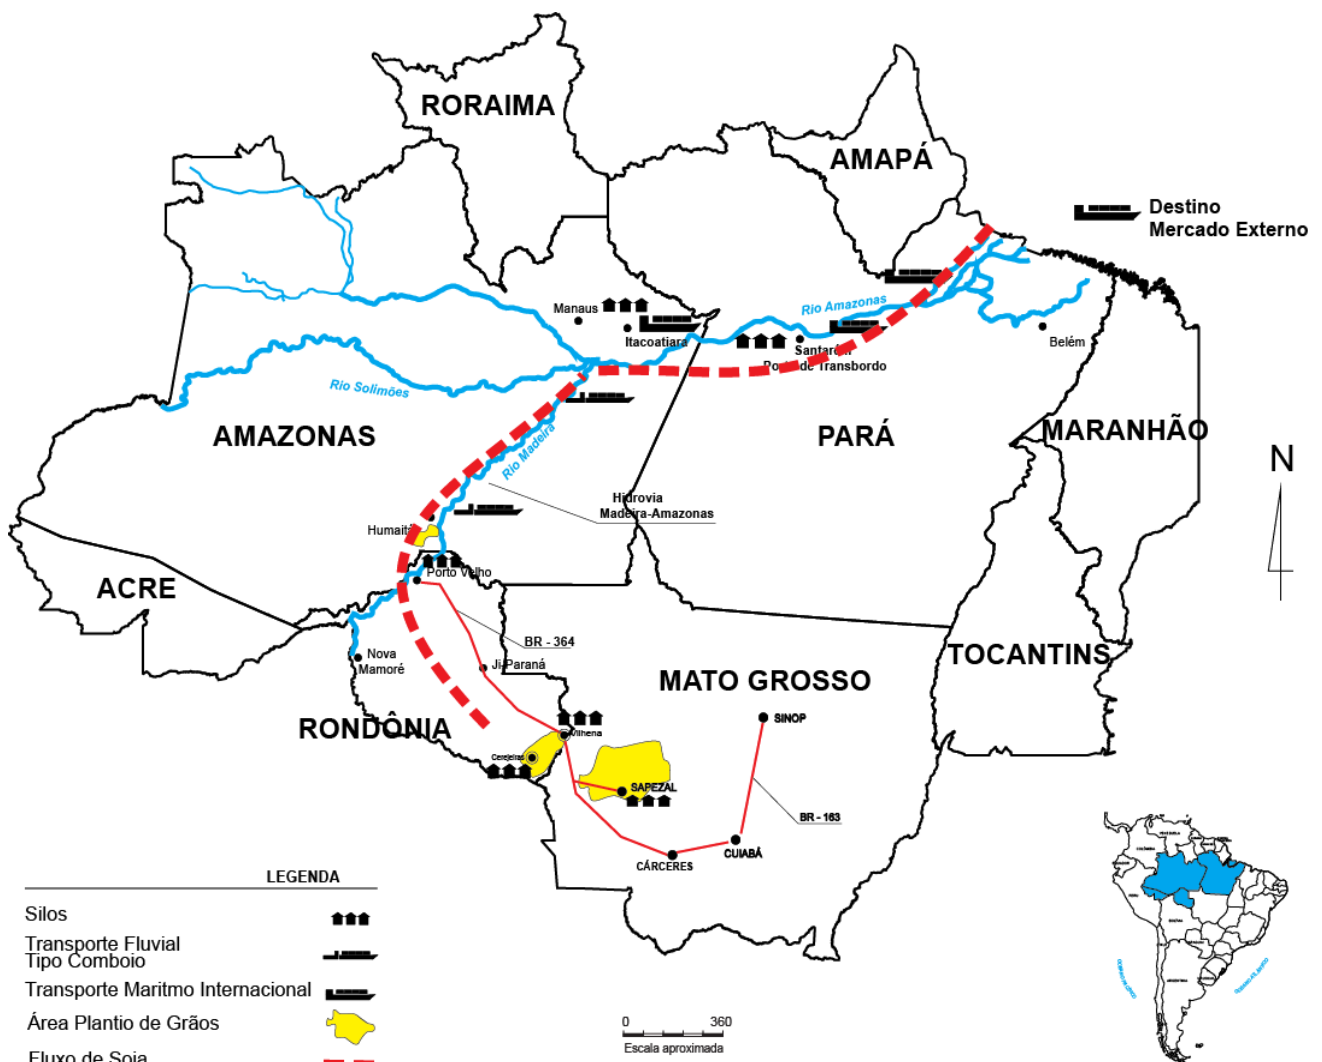 RORAIMA
AMAPÁ
Destino
Mercado Externo
Manaus
Itacoatiara
Rio Amazonas
Santarém
Porto de Transbordo
Belém
Rio Solimões
AMAZONAS
Rio Madeira
PARÁ
MARANHÃO
N
Hidrovia
Madeira-Amazonas
Humaitá
Porto Velho
ACRE
BR - 364
Nova
Mamoré
Ji-Paraná
TOCANTINS
MATO GROSSO
RONDÔNIA
SINOP
Vilhena
Cerejeiras
SAPEZAL
BR - 163
CUIABÁ
CÁRCERES
LEGENDA
Silos
Transporte Fluvial
Tipo Comboio
Transporte Maritmo Internacional
Área Plantio de Grãos
Fluxo de Soja
0 360
Escala aproximada